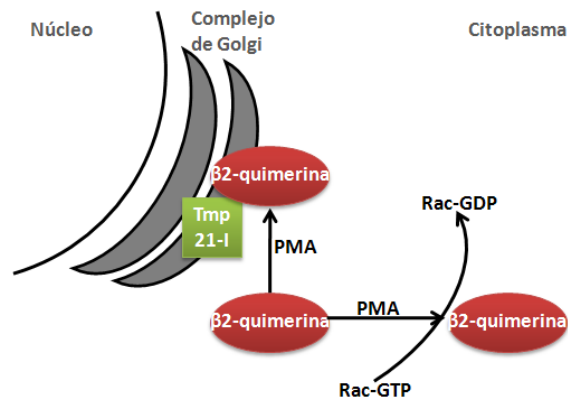 Núcleo
Complejo
de Golgi
Citoplasma
β2-quimerina
Tmp
21-I
PMA
Rac-GDP
β2-quimerina
PMA
β2-quimerina
Rac-GTP